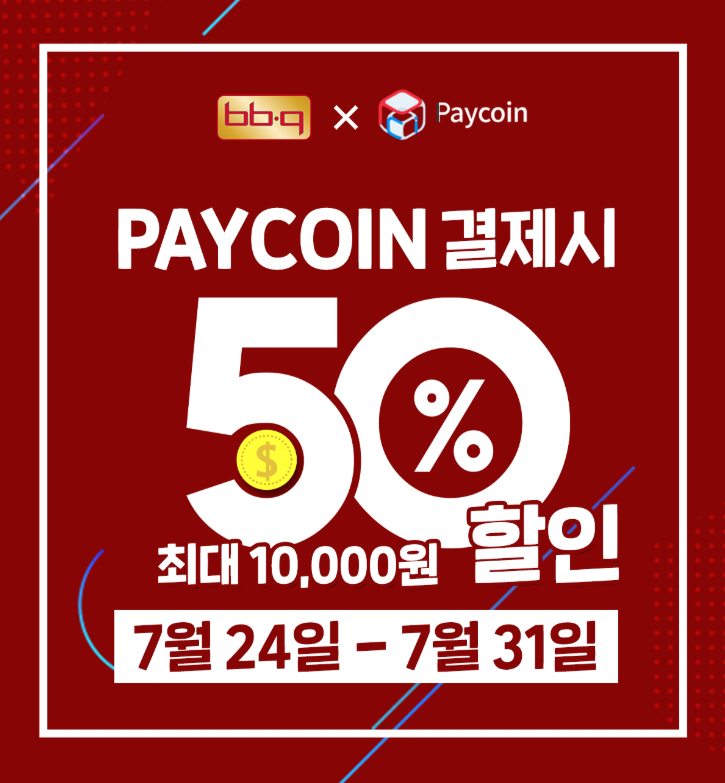 bb.q × Paycoin
PAYCOIN 결제시
50%
할인
최대 10,000원
7월 24일 – 7월 31일